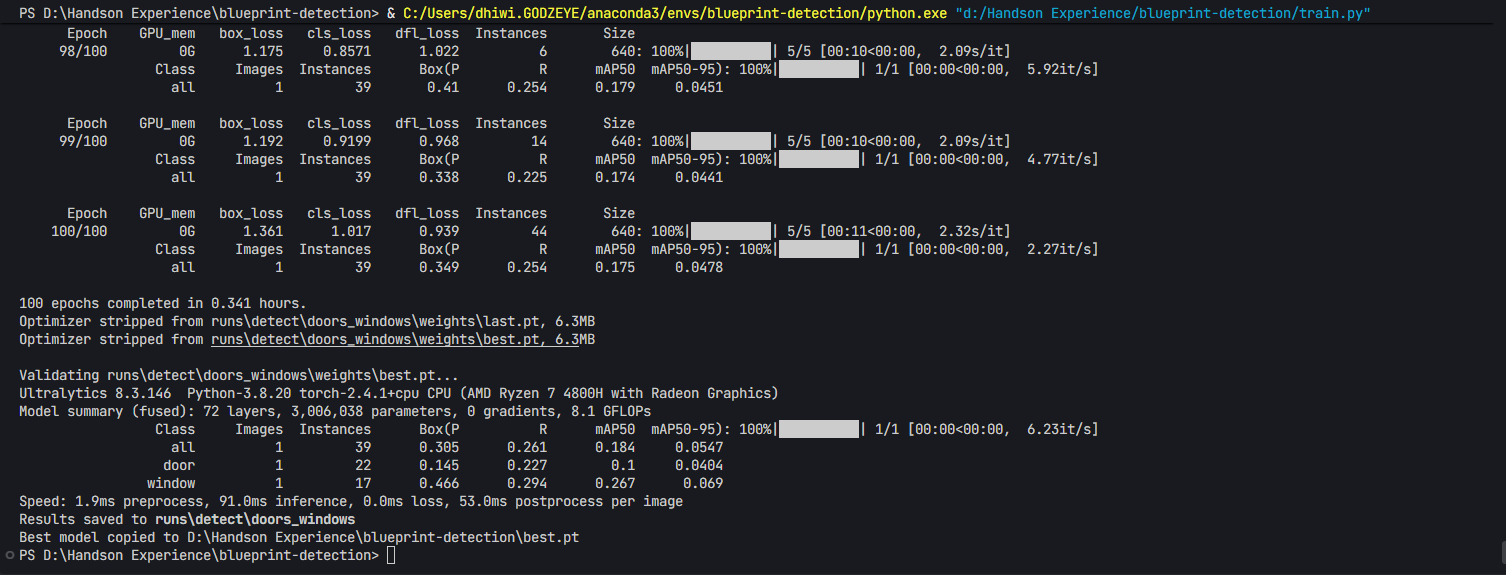 PS D:\Handson Experience\blueprint-detection> & C:/Users/dhiwi.GODZEYE/anaconda3/envs/blueprint-detection/python.exe "d:/Handson Experience/blueprint-detection/train.py"
Epoch GPU_mem box_loss cls_loss dfl_loss Instances Size
98/100 0G 1.175 0.8571 1.022 6 640: 100%|██████████| 5/5 [00:10<00:00, 2.09s/it]
Class Images Instances Box(P R mAP50 mAP50-95): 100%|██████████| 1/1 [00:00<00:00, 5.92it/s]
all 1 39 0.41 0.254 0.179 0.0451
Epoch GPU_mem box_loss cls_loss dfl_loss Instances Size
99/100 0G 1.192 0.9199 0.968 14 640: 100%|██████████| 5/5 [00:10<00:00, 2.09s/it]
Class Images Instances Box(P R mAP50 mAP50-95): 100%|██████████| 1/1 [00:00<00:00, 4.77it/s]
all 1 39 0.338 0.225 0.174 0.0441
Epoch GPU_mem box_loss cls_loss dfl_loss Instances Size
100/100 0G 1.361 1.017 0.939 44 640: 100%|██████████| 5/5 [00:11<00:00, 2.32s/it]
Class Images Instances Box(P R mAP50 mAP50-95): 100%|██████████| 1/1 [00:00<00:00, 2.27it/s]
all 1 39 0.349 0.254 0.175 0.0478
100 epochs completed in 0.341 hours.
Optimizer stripped from runs\detect\doors_windows\weights\last.pt, 6.3MB
Optimizer stripped from runs\detect\doors_windows\weights\best.pt, 6.3MB
Validating runs\detect\doors_windows\weights\best.pt...
Ultralytics 8.3.146 Python-3.8.20 torch-2.4.1+cpu CPU (AMD Ryzen 7 4800H with Radeon Graphics)
Model summary (fused): 72 layers, 3,006,038 parameters, 0 gradients, 8.1 GFLOPs
Class Images Instances Box(P R mAP50 mAP50-95): 100%|██████████| 1/1 [00:00<00:00, 6.23it/s]
all 1 39 0.305 0.261 0.184 0.0547
door 1 22 0.145 0.227 0.1 0.0404
window 1 17 0.466 0.294 0.267 0.069
Speed: 1.9ms preprocess, 91.0ms inference, 0.0ms loss, 53.0ms postprocess per image
Results saved to runs\detect\doors_windows
Best model copied to D:\Handson Experience\blueprint-detection\best.pt
PS D:\Handson Experience\blueprint-detection>